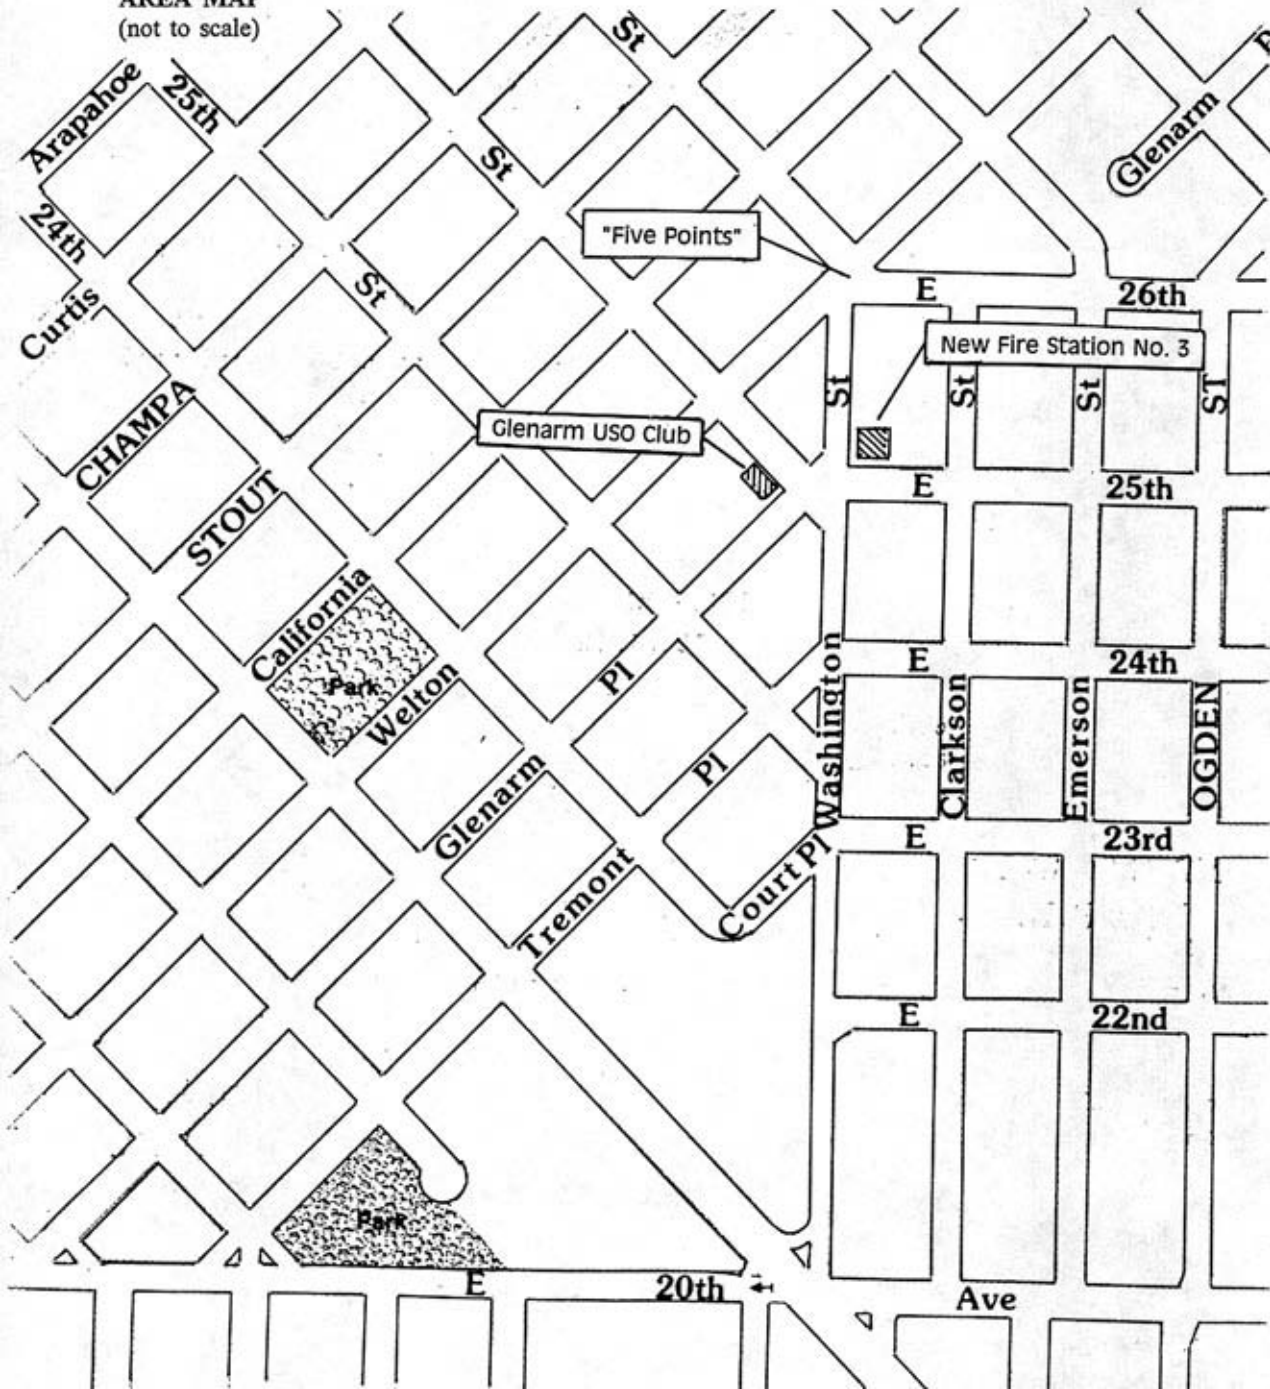 AREA MAP
(not to scale)
St
Arapahoe
25th
Glenarm
St
24th
"Five Points"
St
E
26th
Curtis
New Fire Station No. 3
St
St
St
ST
CHAMPA
Glenarm USO Club
E
25th
STOUT
California
Park
Welton
Pl
E
24th
Washington
Clarkson
Emerson
OGDEN
Pl
Glenarm
E
23rd
Tremont
Court Pl
E
22nd
Park
E
20th
Ave